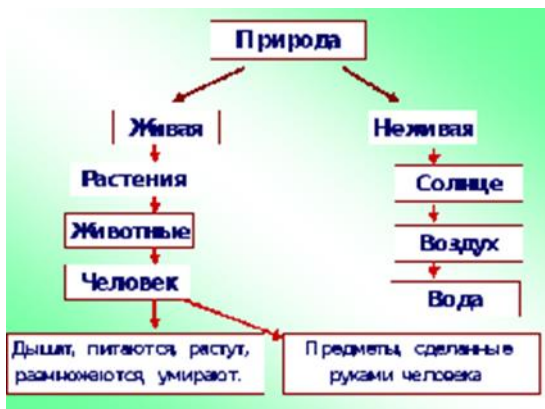 Природа
Живая
Неживая
Растения
Солнце
Животные
Воздух
Человек
Вода
Дышат, питаются, растут,
размножаются, умирают.
Предметы, сделанные
руками человека